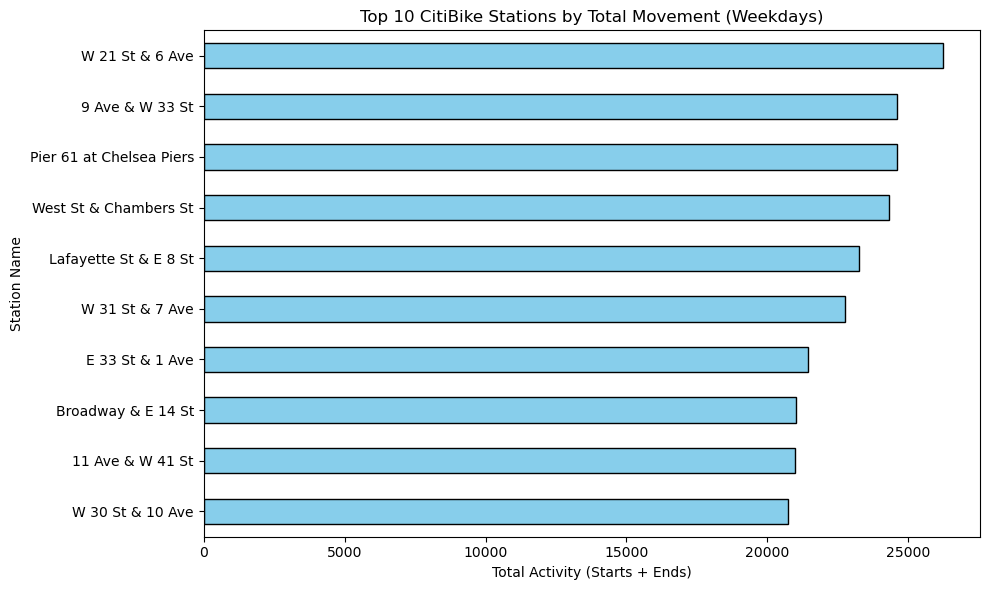 Top 10 CitiBike Stations by Total Movement (Weekdays)
W 21 St & 6 Ave
9 Ave & W 33 St
Pier 61 at Chelsea Piers
West St & Chambers St
Lafayette St & E 8 St
W 31 St & 7 Ave
E 33 St & 1 Ave
Broadway & E 14 St
11 Ave & W 41 St
W 30 St & 10 Ave
Station Name
0 5000 10000 15000 20000 25000
Total Activity (Starts + Ends)